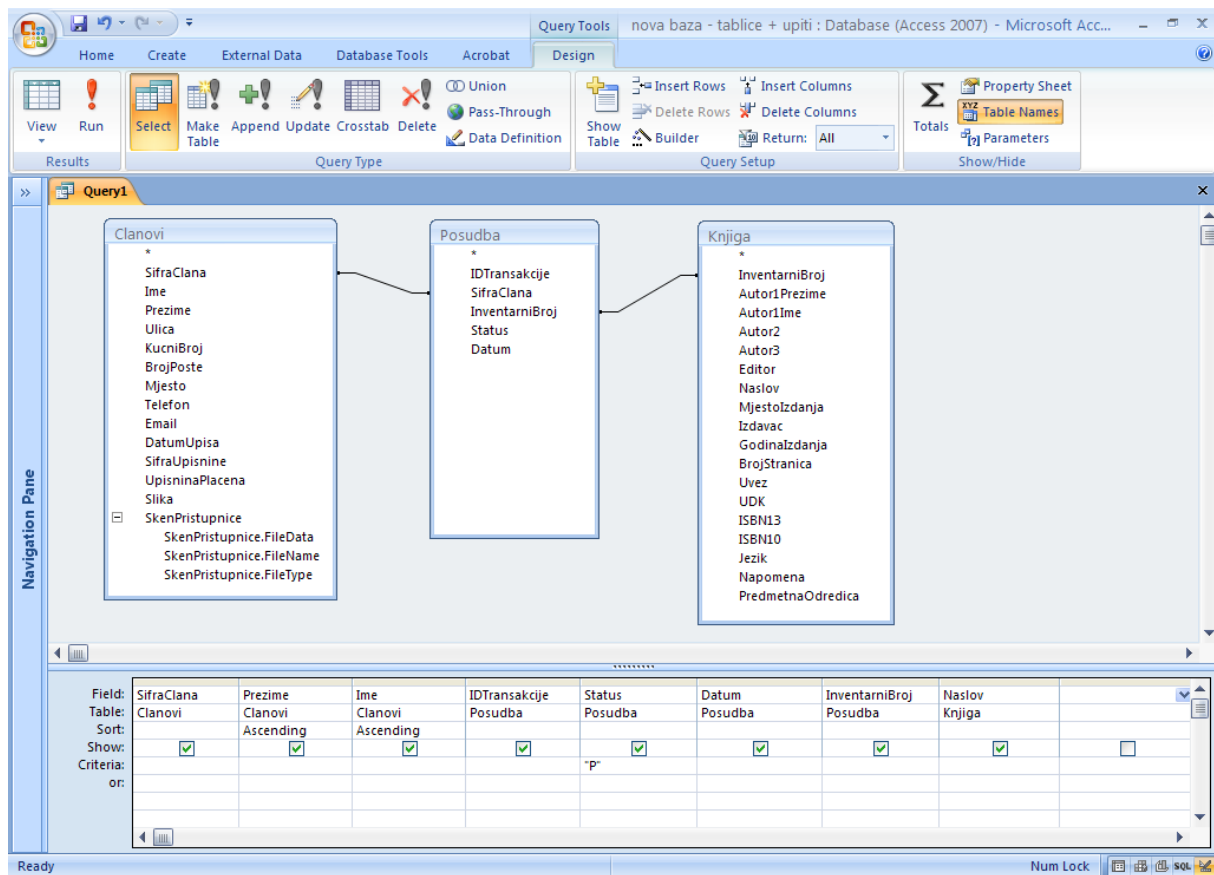 Query Tools
nova baza - tablice + upiti : Database (Access 2007) - Microsoft Acc...
Home Create External Data Database Tools Acrobat Design
View
Run
Results
Select
Make Table
Append
Update
Crosstab
Delete
Union
Pass-Through
Data Definition
Query Type
Show Table
Insert Rows
Delete Rows
Builder
Insert Columns
Delete Columns
Return: All
Query Setup
Totals
Property Sheet
Table Names
Parameters
Show/Hide
Query1
Navigation Pane
Clanovi
*
SifraClana
Ime
Prezime
Ulica
KucniBroj
BrojPoste
Mjesto
Telefon
Email
DatumUpisa
SifraUpisnine
UpisninaPlacena
Slika
SkenPristupnice
SkenPristupnice.FileData
SkenPristupnice.FileName
SkenPristupnice.FileType
Posudba
*
IDTransakcije
SifraClana
InventarniBroj
Status
Datum
Knjiga
*
InventarniBroj
Autor1Prezime
Autor1Ime
Autor2
Autor3
Editor
Naslov
MjestoIzdanja
Izdavac
GodinaIzdanja
BrojStranica
Uvez
UDK
ISBN13
ISBN10
Jezik
Napomena
PredmetnaOdredica
Field: SifraClana Prezime Ime IDTransakcije Status Datum InventarniBroj Naslov
Table: Clanovi Clanovi Clanovi Posudba Posudba Posudba Posudba Knjiga
Sort: Ascending Ascending
Show:
Criteria: "P"
or:
Ready
Num Lock
SQL